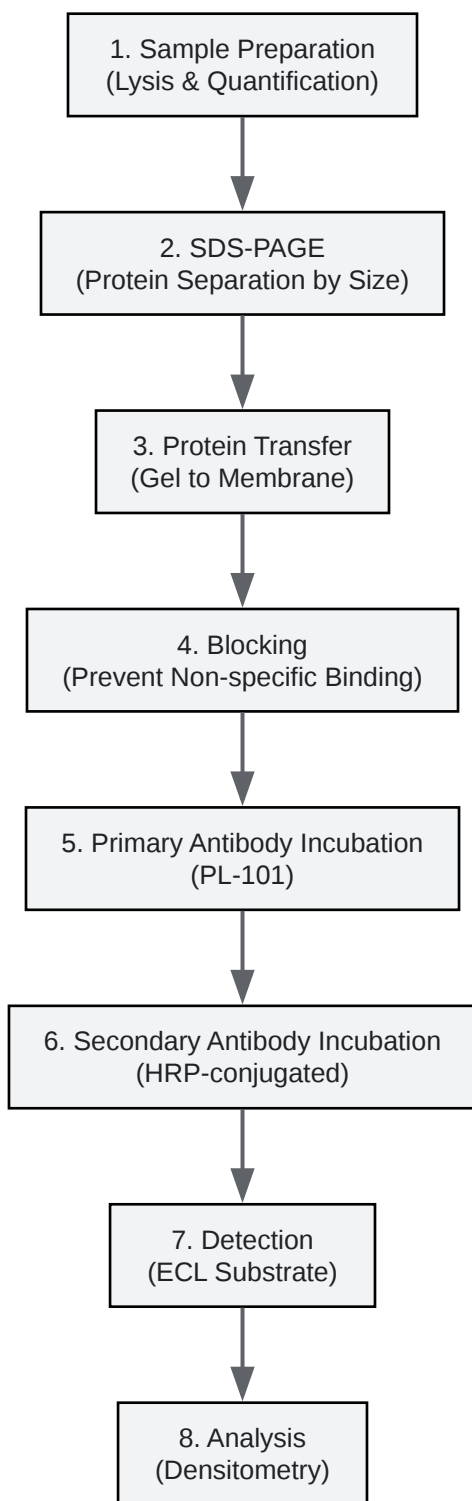 1. Sample Preparation
(Lysis & Quantification)
2. SDS-PAGE
(Protein Separation by Size)
3. Protein Transfer
(Gel to Membrane)
4. Blocking
(Prevent Non-specific Binding)
5. Primary Antibody Incubation
(PL-101)
6. Secondary Antibody Incubation
(HRP-conjugated)
7. Detection
(ECL Substrate)
8. Analysis
(Densitometry)